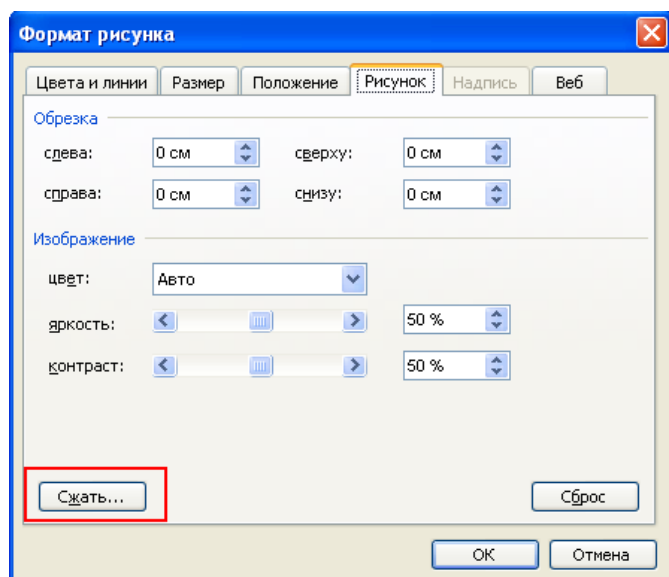 Формат рисунка
Цвета и линии Размер Положение Рисунок Надпись Веб
Обрезка
слева: 0 см сверху: 0 см
справа: 0 см снизу: 0 см
Изображение
цвет: Авто
яркость: 50 %
контраст: 50 %
Сжать... Сброс
ОК Отмена